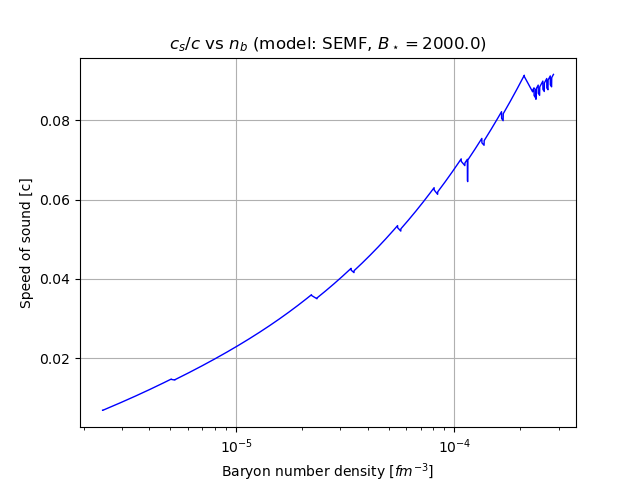 $c_s/c$ vs $n_b$ (model: SEMF, $B_\star = 2000.0$)
0.08
0.06
0.04
0.02
Speed of sound [c]
$10^{-5}$
$10^{-4}$
Baryon number density [$fm^{-3}$]